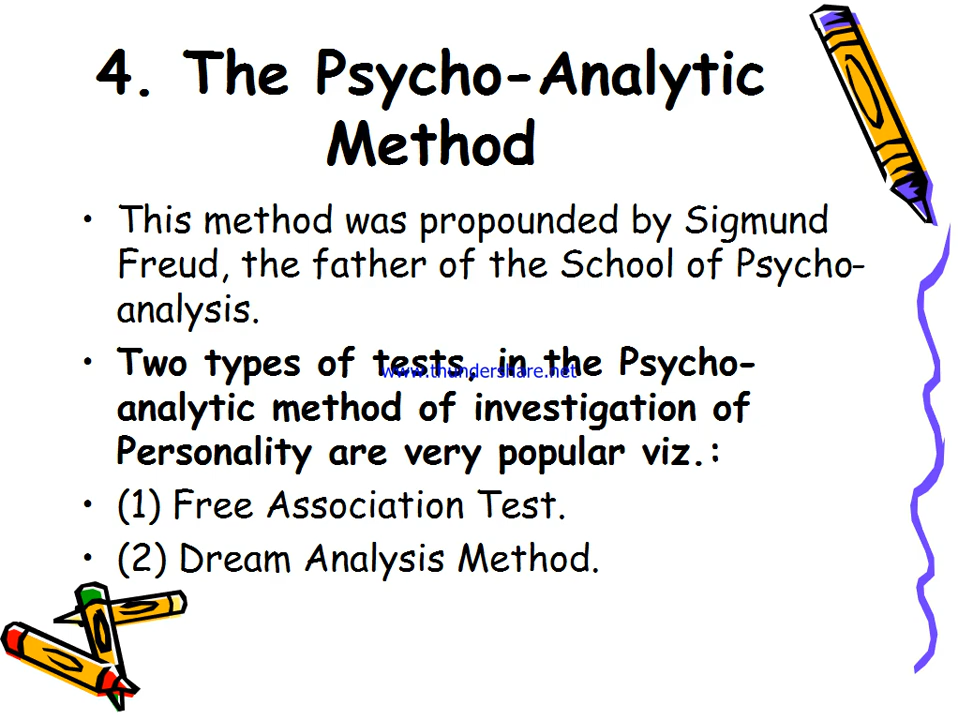 4. The Psycho-Analytic
Method
• This method was propounded by Sigmund
Freud, the father of the School of Psycho-
analysis.
• Two types of tests, in the Psycho-
www.thundershare.net
analytic method of investigation of
Personality are very popular viz.:
• (1) Free Association Test.
• (2) Dream Analysis Method.